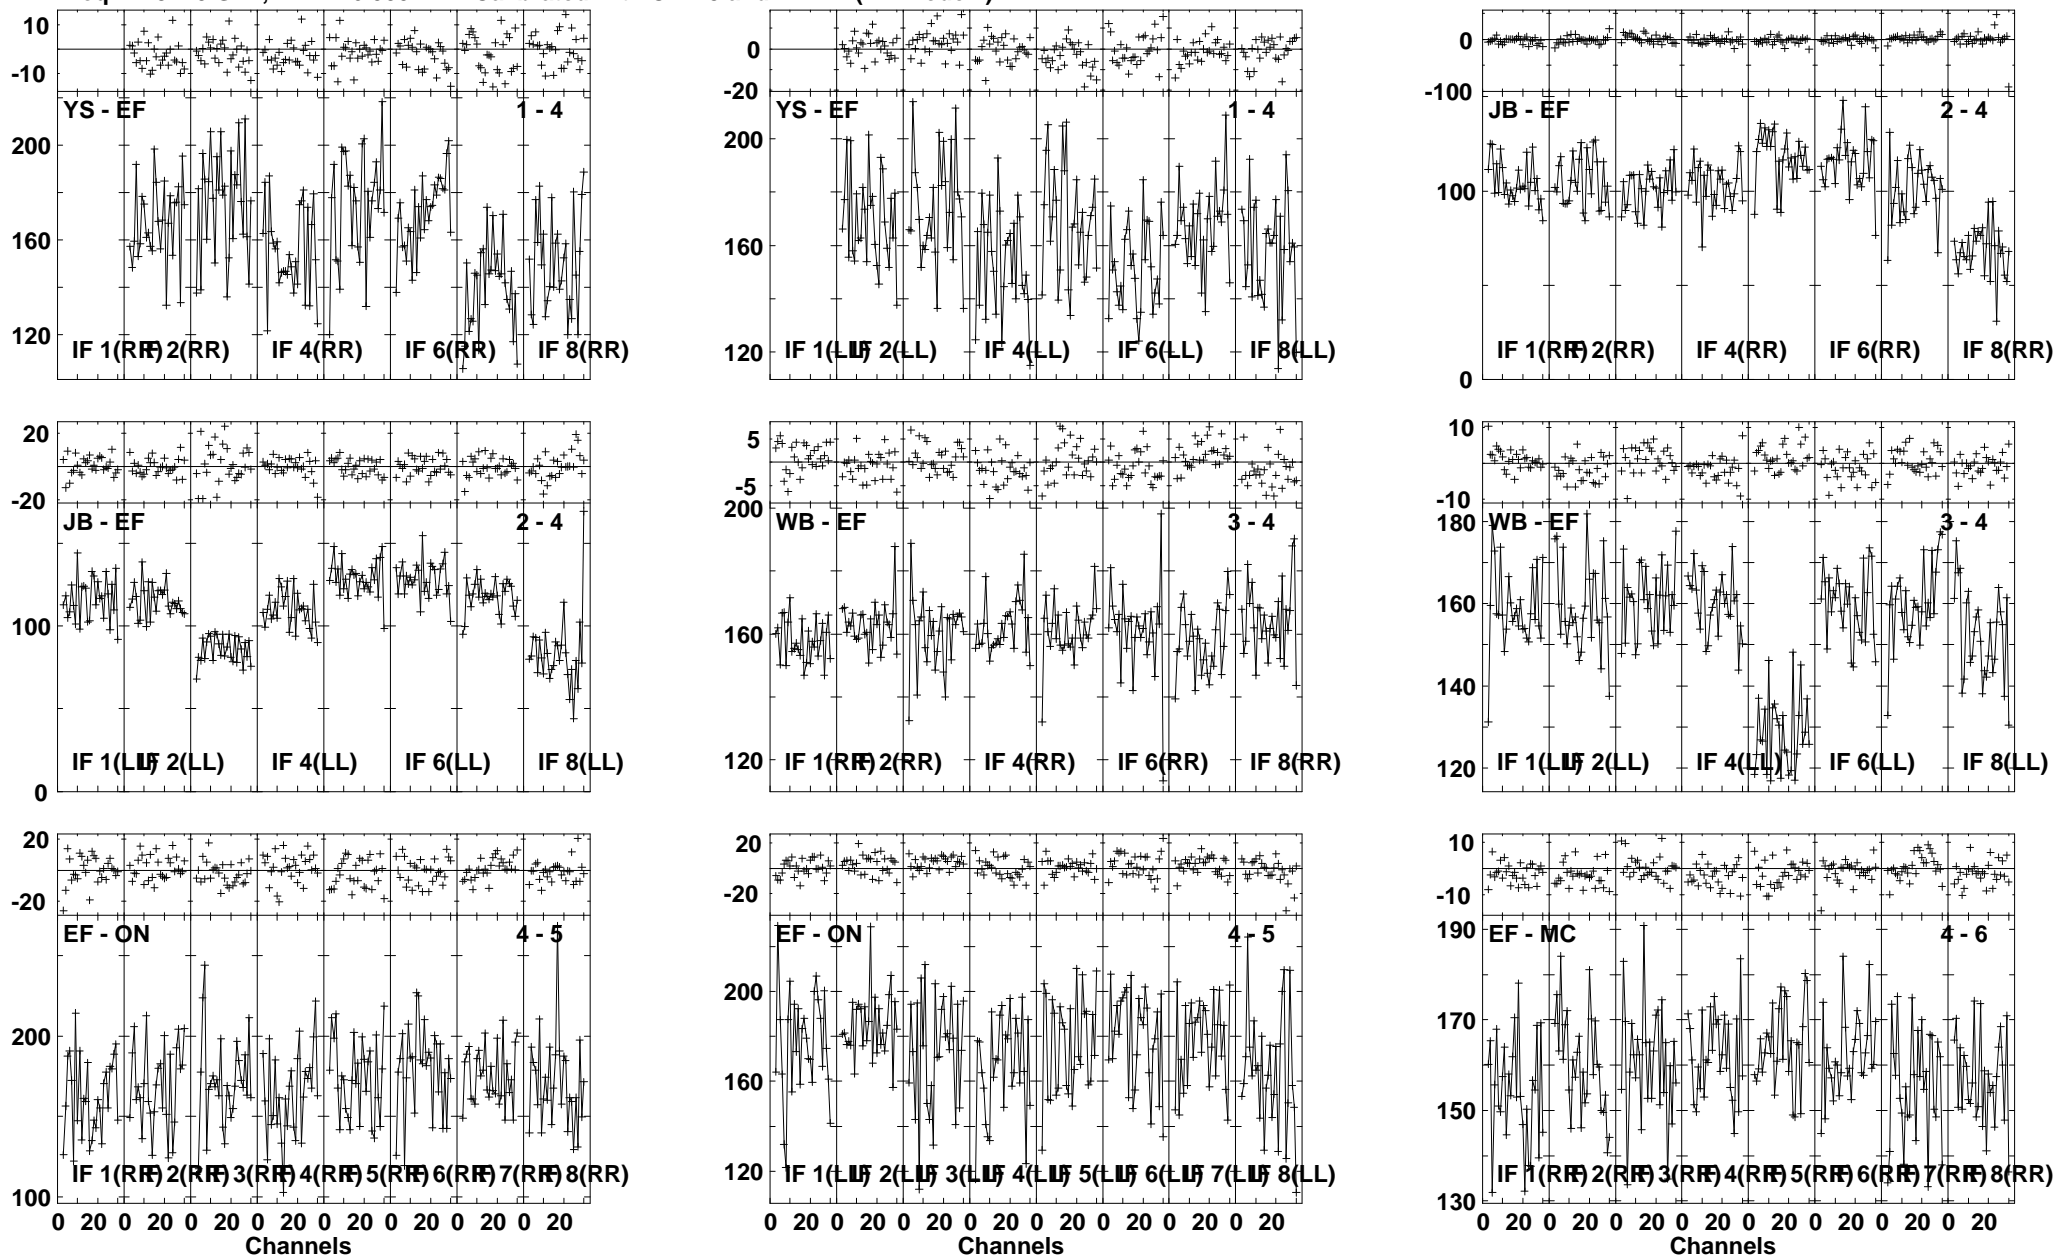 10
0
-10
YS - EF 1 - 4
200
160
120
IF 1(RR) IF 2(RR) IF 4(RR) IF 6(RR) IF 8(RR)
0
-20
YS - EF 1 - 4
200
160
120
IF 1(LL) IF 2(LL) IF 4(LL) IF 6(LL) IF 8(LL)
0
-100
JB - EF 2 - 4
100
0
IF 1(RR) IF 2(RR) IF 4(RR) IF 6(RR) IF 8(RR)
20
0
-20
JB - EF 2 - 4
100
0
IF 1(LL) IF 2(LL) IF 4(LL) IF 6(LL) IF 8(LL)
5
-5
WB - EF 3 - 4
200
160
120
IF 1(RR) IF 2(RR) IF 4(RR) IF 6(RR) IF 8(RR)
10
0
-10
WB - EF 3 - 4
180
160
140
120
IF 1(LL) IF 2(LL) IF 4(LL) IF 6(LL) IF 8(LL)
20
0
-20
EF - ON 4 - 5
200
100
IF 1(RR) IF 2(RR) IF 3(RR) IF 4(RR) IF 5(RR) IF 6(RR) IF 7(RR) IF 8(RR)
0 20 0 20 0 20 0 20 0 20 0 20 0 20 0 20
Channels
20
0
-20
EF - ON 4 - 5
200
160
120
IF 1(LL) IF 2(LL) IF 3(LL) IF 4(LL) IF 5(LL) IF 6(LL) IF 7(LL) IF 8(LL)
0 20 0 20 0 20 0 20 0 20 0 20 0 20 0 20
Channels
10
0
-10
EF - MC 4 - 6
190
170
150
130
IF 1(RR) IF 2(RR) IF 3(RR) IF 4(RR) IF 5(RR) IF 6(RR) IF 7(RR) IF 8(RR)
0 20 0 20 0 20 0 20 0 20 0 20 0 20 0 20
Channels